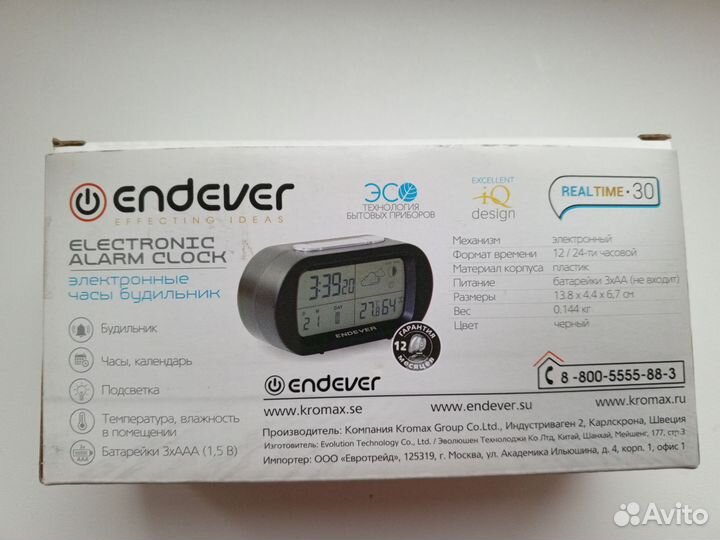 endever
EFFECTING IDEAS
ЭСО
ТЕХНОЛОГИЯ
БЫТОВЫХ ПРИБОРОВ
EXCELLENT
iQ
design
REALTIME·30
ELECTRONIC
ALARM CLOCK
электронные
часы будильник
Механизм электронный
Формат времени 12 / 24-ти часовой
Материал корпуса пластик
Питание батарейки 3хАА (не входит)
Размеры 13.8 x 4,4 x 6,7 см
Вес 0.144 кг
Цвет черный
3:39 20
DAY
21
27.8 64
ENDEVER
ГАРАНТИЯ
12
месяцев
Будильник
Часы, календарь
Подсветка
Температура, влажность
в помещении
Батарейки 3хААА (1,5 В)
endever
8 -800-5555-88-3
www.kromax.se www.endever.su www.kromax.ru
Производитель: Компания Kromax Group Co.Ltd., Индустриваген 2, Карлскрона, Швеция
Изготовитель: Evolution Technology Co., Ltd. / Эволюшен Технолоджи Ко Лтд, Китай, Шанхай, Мейшенг, 177, стр.3
Импортер: ООО «Евротрейд», 125319, г. Москва, ул. Академика Ильюшина, д. 4, корп. 1, офис 1
Avito